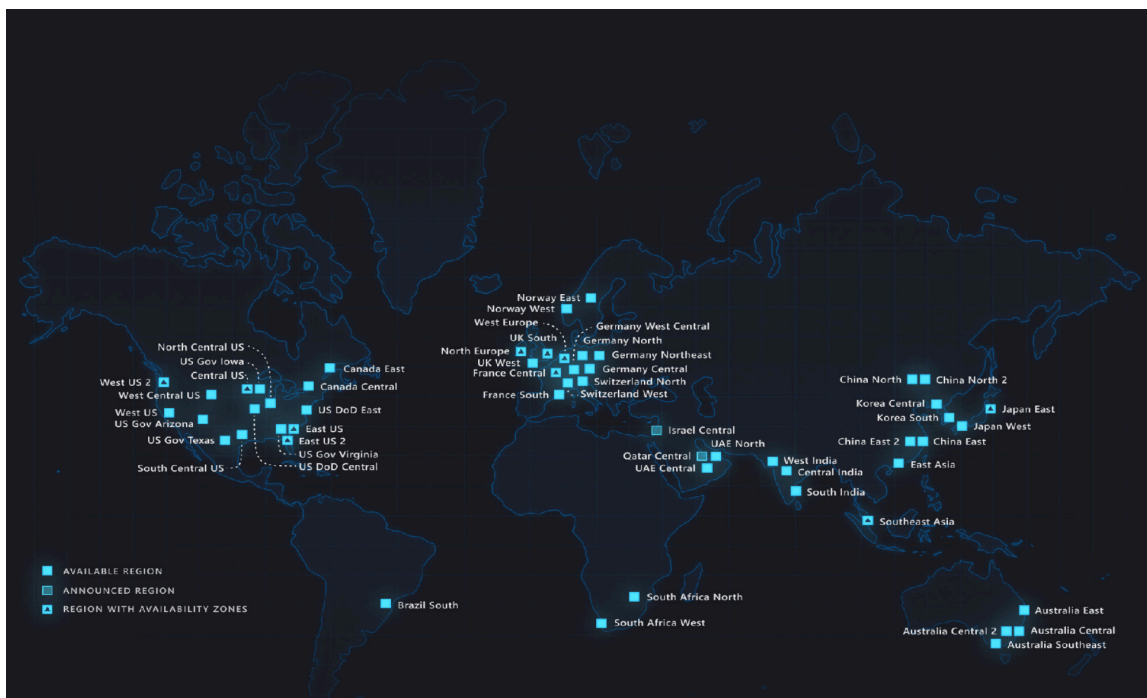 Norway East
Norway West
West Europe
Germany West Central
UK South
Germany North
North Central US
North Europe
Germany Northeast
US Gov Iowa
UK West
Canada East
Central US
France Central
Germany Central
West US 2
Canada Central
Switzerland North
China North
China North 2
West Central US
France South
Switzerland West
Korea Central
West US
US DoD East
Korea South
Japan East
US Gov Arizona
Japan West
East US
Israel Central
US Gov Texas
East US 2
UAE North
China East 2
China East
US Gov Virginia
Qatar Central
South Central US
US DoD Central
UAE Central
West India
East Asia
Central India
South India
Southeast Asia
AVAILABLE REGION
ANNOUNCED REGION
REGION WITH AVAILABILITY ZONES
Brazil South
South Africa North
South Africa West
Australia East
Australia Central 2
Australia Central
Australia Southeast